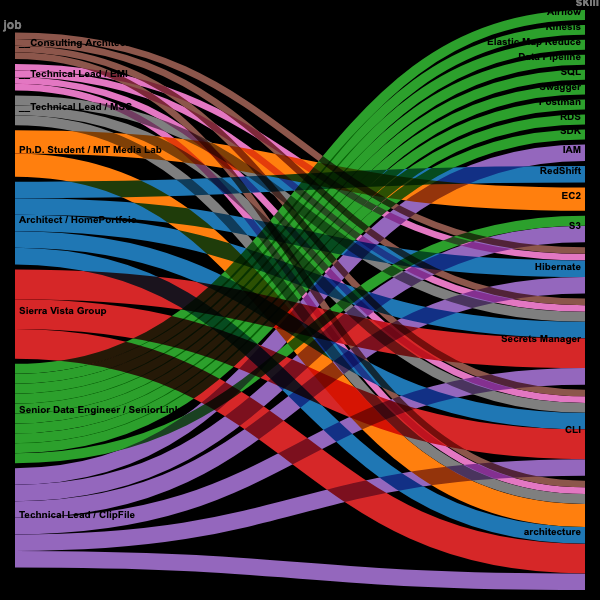 job
skill
Consulting Architec
Technical Lead / EMI
Technical Lead / MSC
Ph.D. Student / MIT Media Lab
Architect / HomePortfolio
Sierra Vista Group
Senior Data Engineer / SeniorLink
Technical Lead / ClipFile
Airflow
Kinesis
Elastic Map Reduce
Data Pipeline
SQL
Swagger
Postman
RDS
SDK
IAM
RedShift
EC2
S3
Hibernate
Secrets Manager
CLI
architecture